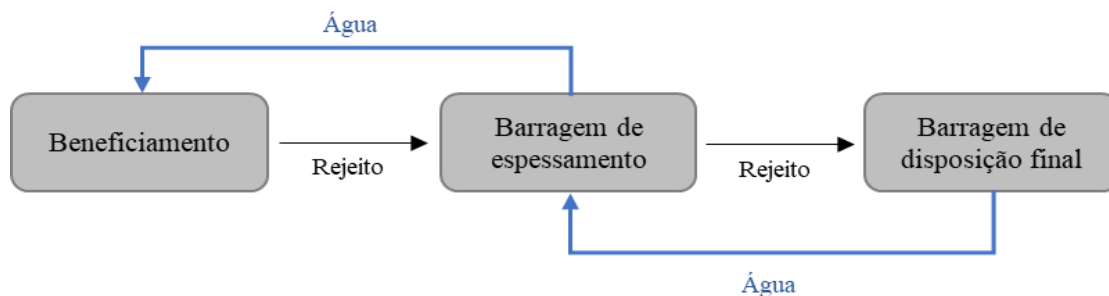 Água
Beneficiamento
Rejeito
Barragem de
espessamento
Rejeito
Barragem de
disposição final
Água